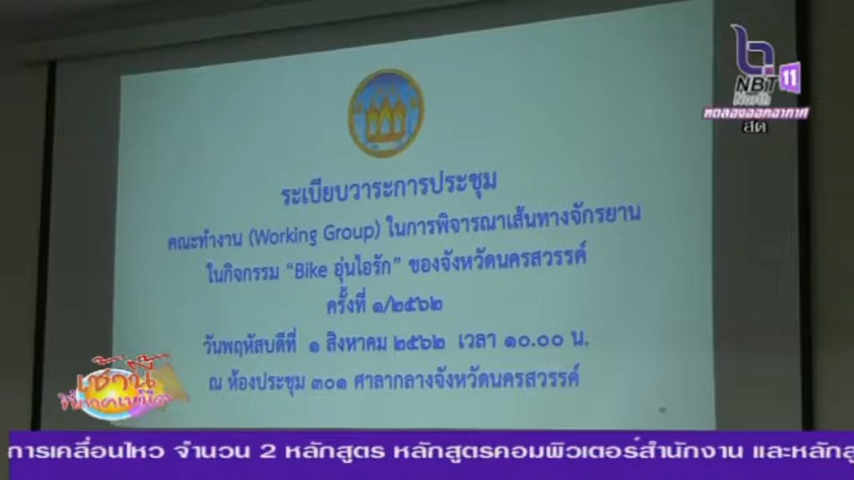 NBT 11
North
ทดลองออกอากาศ
สด
ระเบียบวาระการประชุม
คณะทำงาน (Working Group) ในการพิจารณาเส้นทางจักรยาน
ในกิจกรรม “Bike อุ่นไอรัก” ของจังหวัดนครสวรรค์
ครั้งที่ ๑/๒๕๖๒
วันพฤหัสบดีที่ ๑ สิงหาคม ๒๕๖๒ เวลา ๑๐.๐๐ น.
ณ ห้องประชุม ๓๐๑ ศาลากลางจังหวัดนครสวรรค์
เช้านี้
การเคลื่อนไหว จำนวน 2 หลักสูตร หลักสูตรคอมพิวเตอร์สำนักงาน และหลักสู